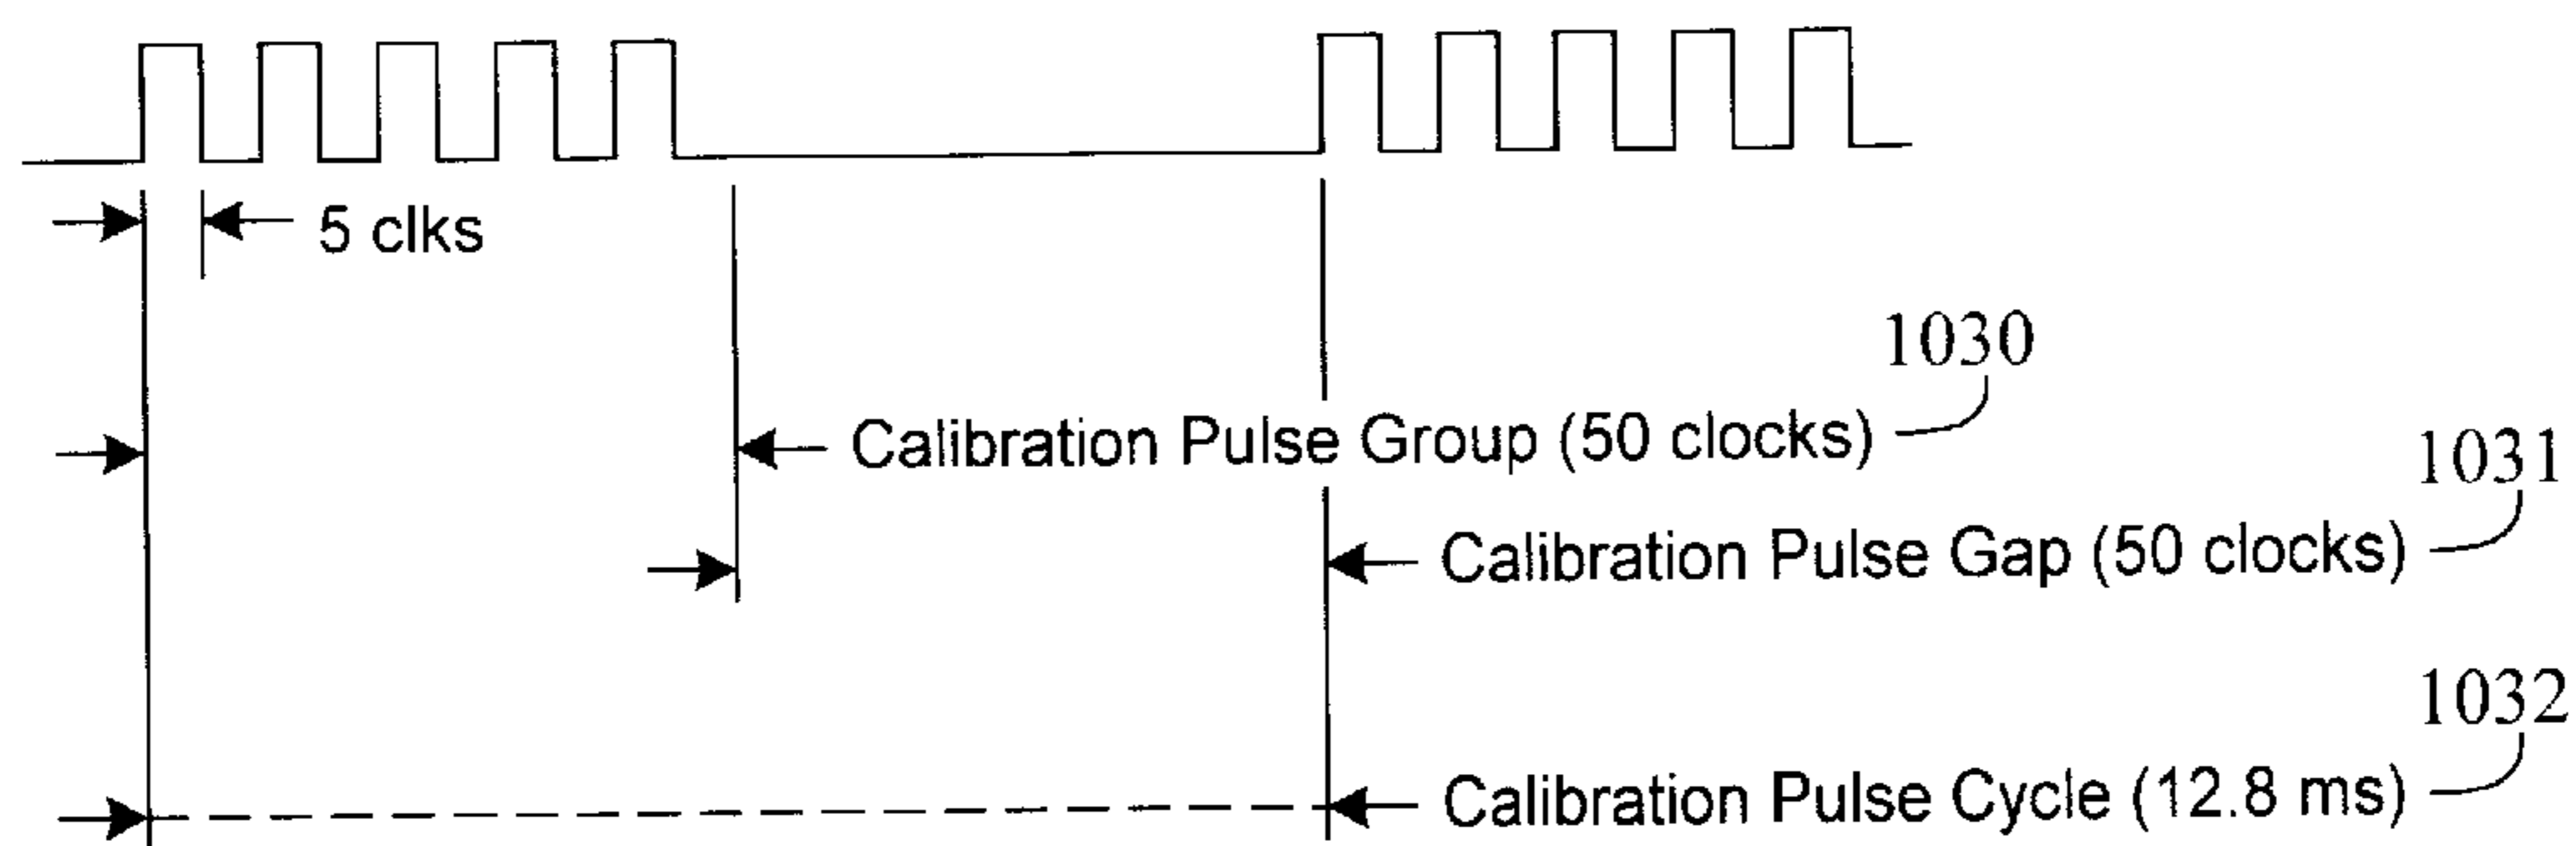 5 clks
1030
Calibration Pulse Group (50 clocks)
1031
Calibration Pulse Gap (50 clocks)
1032
Calibration Pulse Cycle (12.8 ms)